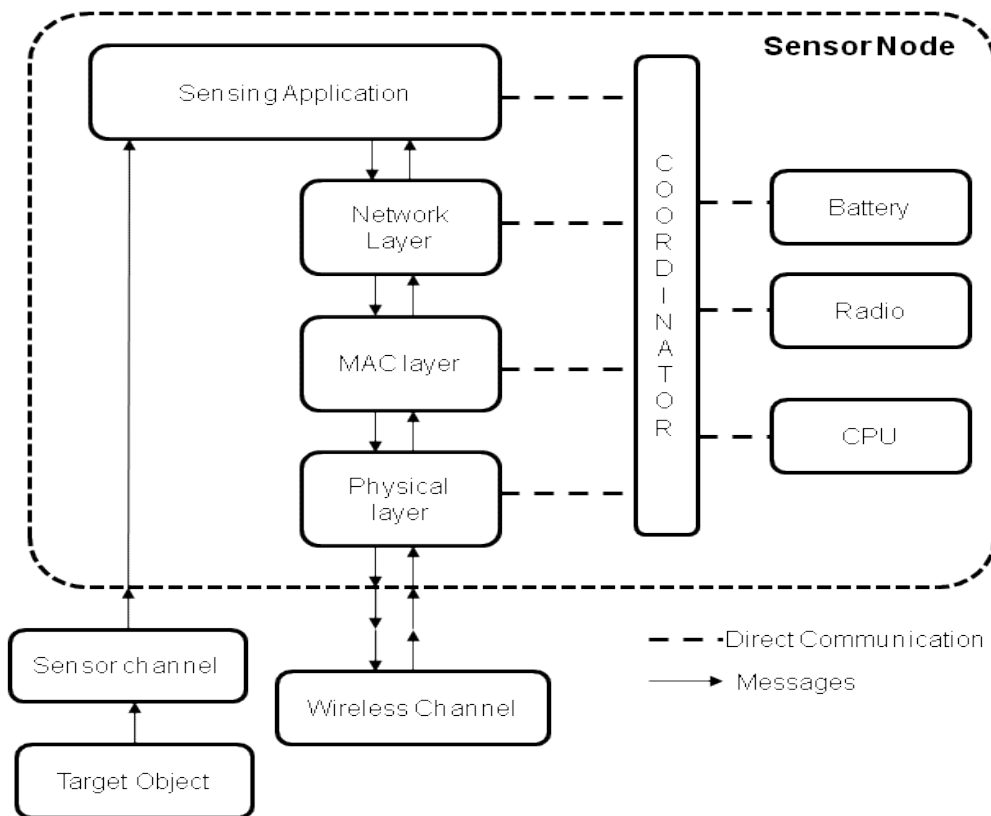 Sensor Node
Sensing Application
Network
Layer
MAC layer
Physical
layer
COORDINATOR
Battery
Radio
CPU
Sensor channel
Target Object
Wireless Channel
Direct Communication
Messages